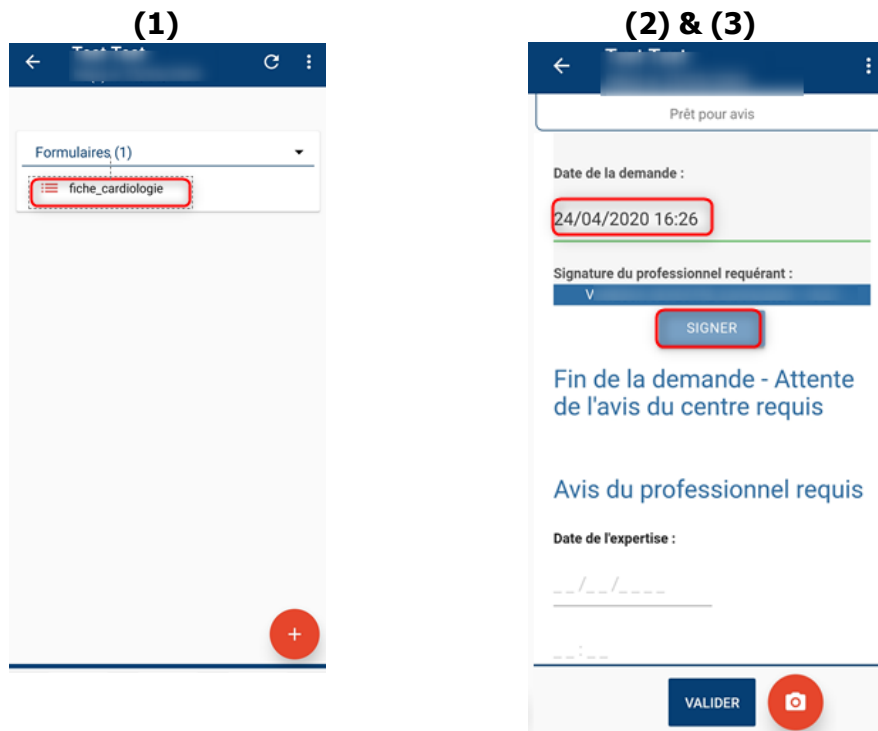 (1)
Formulaires (1)
fiche_cardiologie
+
(2) & (3)
Prêt pour avis
Date de la demande :
24/04/2020 16:26
Signature du professionnel requérant :
V
SIGNER
Fin de la demande - Attente
de l'avis du centre requis
Avis du professionnel requis
Date de l'expertise :
__/__/____
__:__
VALIDER